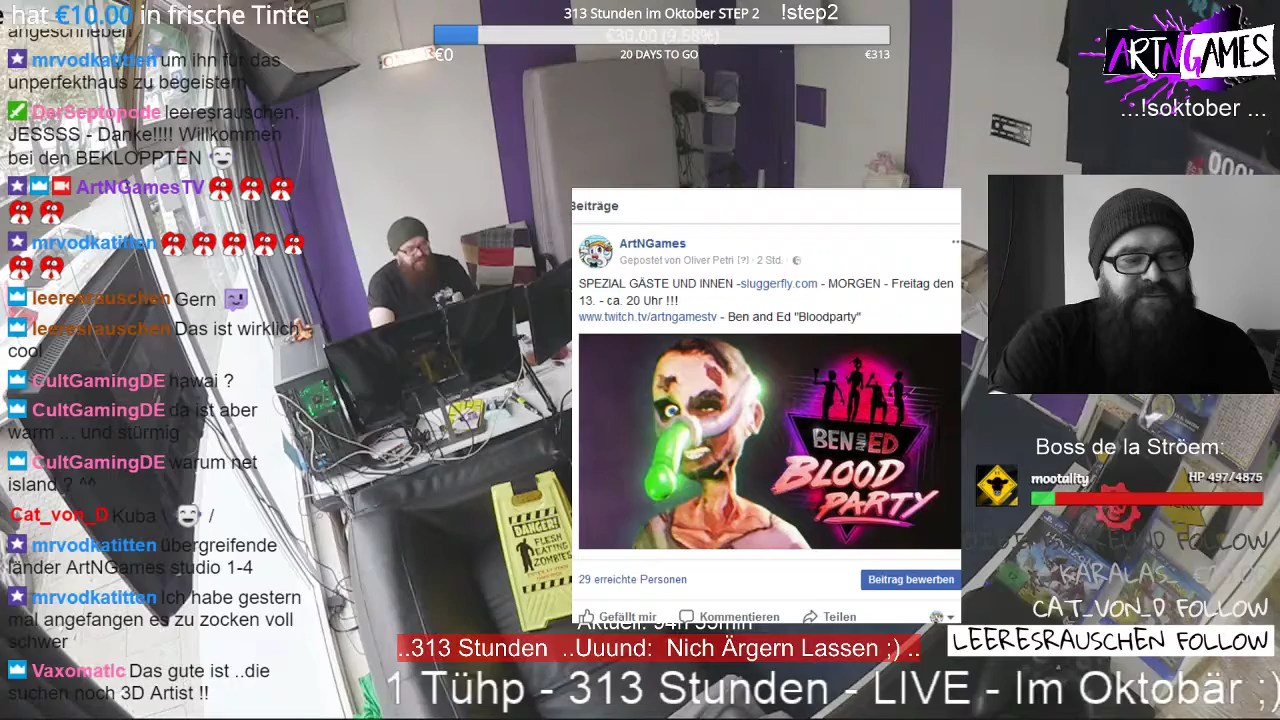 hat €10.00 in frische Tinte
angeschrieben
mrvodkatitten um ihn für das
unperfekthaus zu begeistern
DerSeptopode leeresrauschen,
JESSSS - Danke!!!! Willkommen
bei den BEKLOPPTEN
ArtNGamesTV
mrvodkatitten
leeresrauschen Gern
leeresrauschen Das ist wirklich
cool
CultGamingDE hawai ?
CultGamingDE da ist aber
warm ... und stürmig
CultGamingDE warum net
island ? ^^
Cat_von_D Kuba \ /
mrvodkatitten übergreifende
länder ArtNGames studio 1-4
mrvodkatitten Ich habe gestern
mal angefangen es zu zocken voll
schwer
Vaxomatic Das gute ist ..die
suchen noch 3D Artist !!
313 Stunden im Oktober STEP 2 !step2
€30.00 (9.58%)
€0 20 DAYS TO GO €313
ARTNGAMES
...!soktober ...
Beiträge
ArtNGames
Gepostet von Oliver Petri [?] · 2 Std. ·
SPEZIAL GÄSTE UND INNEN -sluggerfly.com - MORGEN - Freitag den
13. - ca. 20 Uhr !!!
www.twitch.tv/artngamestv - Ben and Ed "Bloodparty"
BEN AND ED
BLOOD
PARTY
29 erreichte Personen
Beitrag bewerben
Gefällt mir Kommentieren Teilen
DANGER!
FLESH
EATING
ZOMBIES
Boss de la Ströem:
mootality HP 497/4875
KARALAS_
CAT_VON_D FOLLOW
LEERESRAUSCHEN FOLLOW
..313 Stunden ..Uuund: Nich Ärgern Lassen ;) ..
1 Tühp - 313 Stunden - LIVE - Im Oktobär ;)